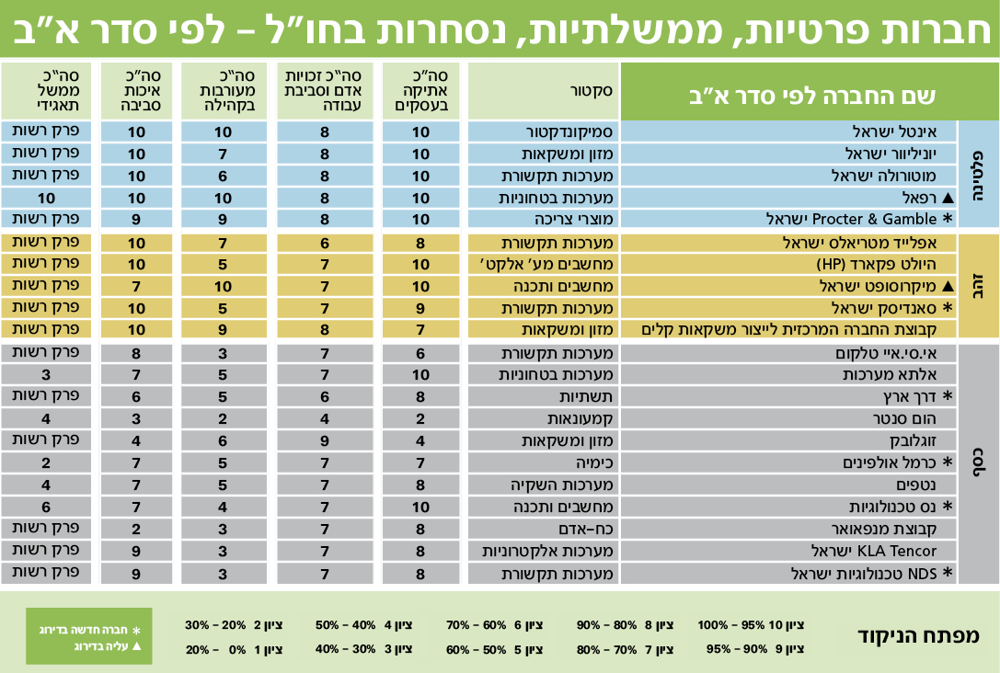 חברות פרטיות, ממשלתיות, נסחרות בחו״ל – לפי סדר א״ב
שם החברה לפי סדר א״ב סקטור סה״כ אתיקה בעסקים סה״כ זכויות אדם וסביבת עבודה סה״כ מעורבות בקהילה סה״כ איכות סביבה סה״כ ממשל תאגידי
פלטינה
אינטל ישראל סמיקונדקטור 10 8 10 10 פרק רשות
יוניליוור ישראל מזון ומשקאות 10 8 7 10 פרק רשות
מוטורולה ישראל מערכות תקשורת 10 8 6 10 פרק רשות
▲ רפאל מערכות בטחוניות 10 8 10 10 10
* Procter & Gamble ישראל מוצרי צריכה 10 8 9 9 פרק רשות
זהב
אפלייד מטריאלס ישראל מערכות תקשורת 8 6 7 10 פרק רשות
היולט פקארד (HP) מחשבים מע׳ אלקט׳ 10 7 5 10 פרק רשות
▲ מיקרוסופט ישראל מחשבים ותכנה 10 7 10 7 פרק רשות
* סאנדיסק ישראל מערכות תקשורת 9 7 5 10 פרק רשות
קבוצת החברה המרכזית לייצור משקאות קלים מזון ומשקאות 7 8 9 10 פרק רשות
כסף
אי.סי.איי טלקום מערכות תקשורת 6 7 3 8 פרק רשות
אלתא מערכות מערכות בטחוניות 10 7 5 7 3
* דרך ארץ תשתיות 8 6 5 6 פרק רשות
הום סנטר קמעונאות 2 4 2 3 4
זוגלובק מזון ומשקאות 4 9 6 4 פרק רשות
* כרמל אולפינים כימיה 7 7 5 7 2
נטפים מערכות השקיה 8 7 5 7 4
* נס טכנולוגיות מחשבים ותכנה 10 7 4 7 6
קבוצת מנפאואר כח–אדם 8 7 3 2 פרק רשות
KLA Tencor ישראל מערכות אלקטרוניות 8 7 3 9 פרק רשות
* NDS טכנולוגיות ישראל מערכות תקשורת 8 7 3 9 פרק רשות
מפתח הניקוד
ציון 10 95% – 100% ציון 8 80% – 90% ציון 6 60% – 70% ציון 4 40% – 50% ציון 2 20% – 30%
ציון 9 90% – 95% ציון 7 70% – 80% ציון 5 50% – 60% ציון 3 30% – 40% ציון 1 0% – 20%
* חברה חדשה בדירוג
▲ עליה בדירוג